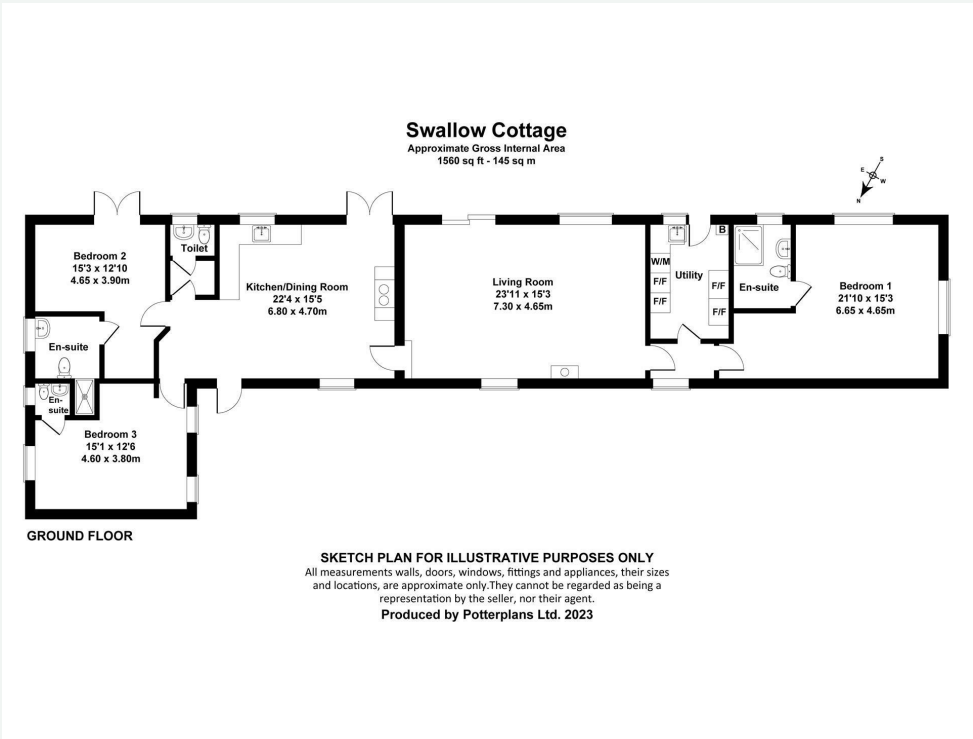 Swallow Cottage
Approximate Gross Internal Area
1560 sq ft - 145 sq m
S
E
W
N
Bedroom 2
15'3 x 12'10
4.65 x 3.90m
Toilet
Kitchen/Dining Room
22'4 x 15'5
6.80 x 4.70m
Living Room
23'11 x 15'3
7.30 x 4.65m
B
W/M
F/F
F/F
Utility
F/F
F/F
En-suite
Bedroom 1
21'10 x 15'3
6.65 x 4.65m
En-suite
En-
suite
Bedroom 3
15'1 x 12'6
4.60 x 3.80m
GROUND FLOOR
SKETCH PLAN FOR ILLUSTRATIVE PURPOSES ONLY
All measurements walls, doors, windows, fittings and appliances, their sizes
and locations, are approximate only.They cannot be regarded as being a
representation by the seller, nor their agent.
Produced by Potterplans Ltd. 2023